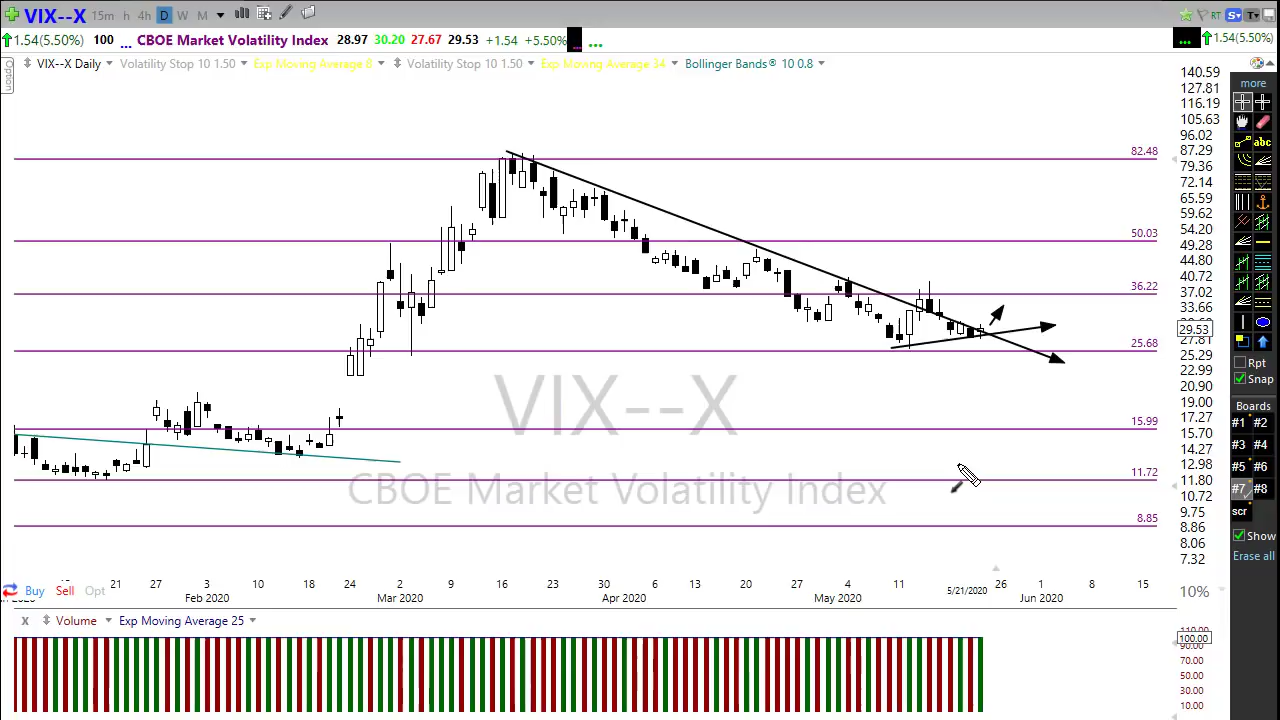 VIX--X 15m h 4h D W M RT S T
1.54(5.50%) 100 ... CBOE Market Volatility Index 28.97 30.20 27.67 29.53 +1.54 +5.50% ... ... 1.54(5.50%)
Option
VIX--X Daily Volatility Stop 10 1.50 Exp Moving Average 8 Volatility Stop 10 1.50 Exp Moving Average 34 Bollinger Bands® 10 0.8
140.59
127.81
116.19
105.63
96.02
87.29
79.36
72.14
65.59
59.62
54.20
49.28
44.80
40.72
37.02
33.66
29.53
27.81
25.29
22.99
20.90
19.00
17.27
15.70
14.27
12.98
11.80
10.72
9.75
8.86
8.06
7.32
82.48
50.03
36.22
25.68
15.99
11.72
8.85
VIX--X
CBOE Market Volatility Index
more
abc
Rpt
Snap
Boards
#1 #2
#3 #4
#5 #6
#7 #8
scr
Show
Erase all
Buy Sell Opt
21 27 3 10 18 24 2 9 16 23 30 6 13 20 27 4 11 5/21/2020 26 1 8 15
Feb 2020 Mar 2020 Apr 2020 May 2020 Jun 2020
10%
X Volume Exp Moving Average 25
100.00
90.00
70.00
50.00
30.00
10.00